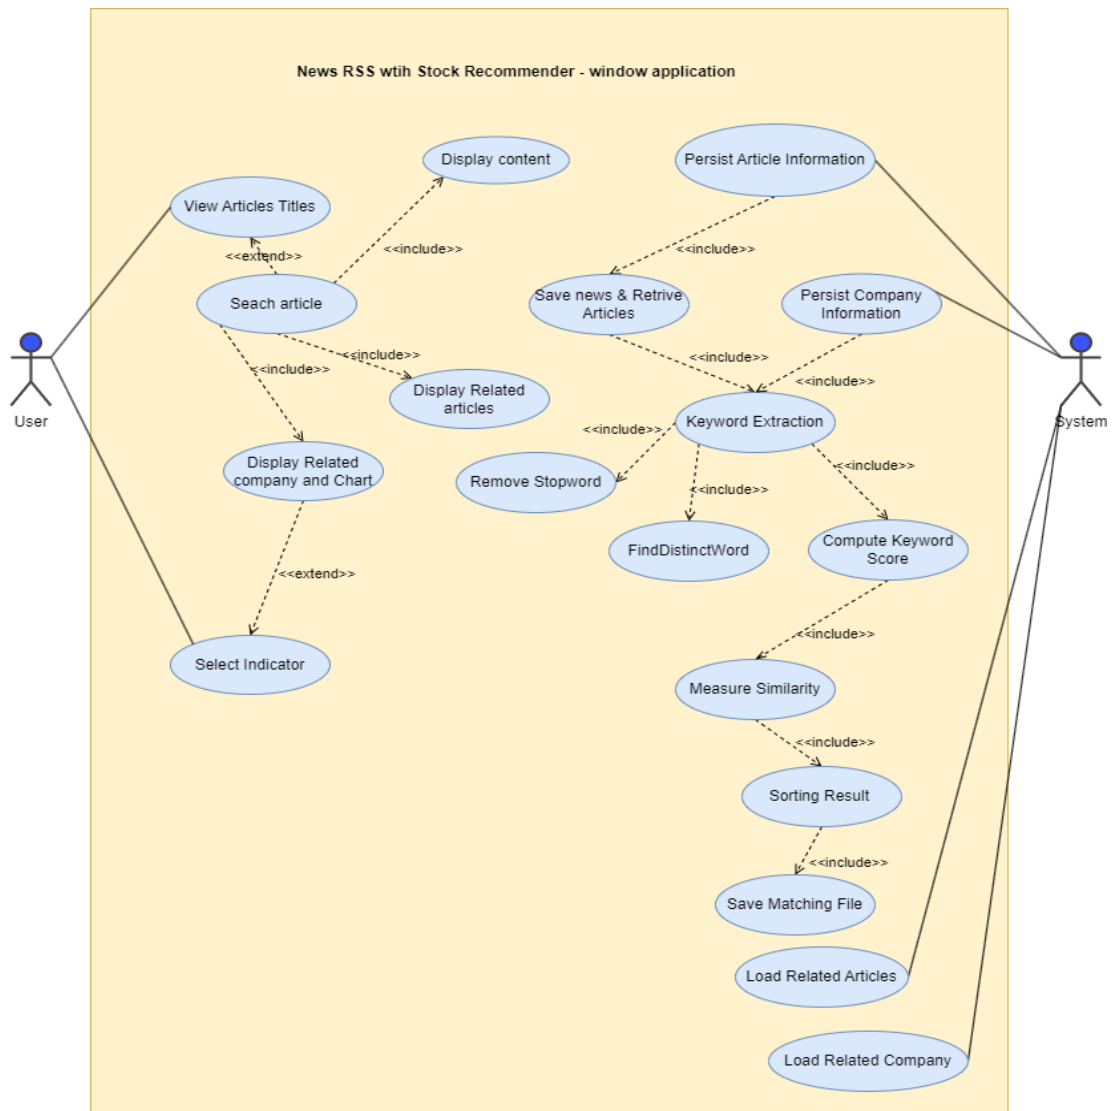 News RSS wtih Stock Recommender - window application
Display content
Persist Article Information
View Articles Titles
<<extend>>
<<include>>
<<include>>
Seach article
Save news & Retrive
Articles
Persist Company
Information
<<include>>
<<include>>
<<include>>
<<include>>
Display Related
articles
User
System
Keyword Extraction
<<include>>
Display Related
company and Chart
<<include>>
Remove Stopword
<<include>>
FindDistinctWord
Compute Keyword
Score
<<extend>>
<<include>>
Select Indicator
Measure Similarity
<<include>>
Sorting Result
<<include>>
Save Matching File
Load Related Articles
Load Related Company